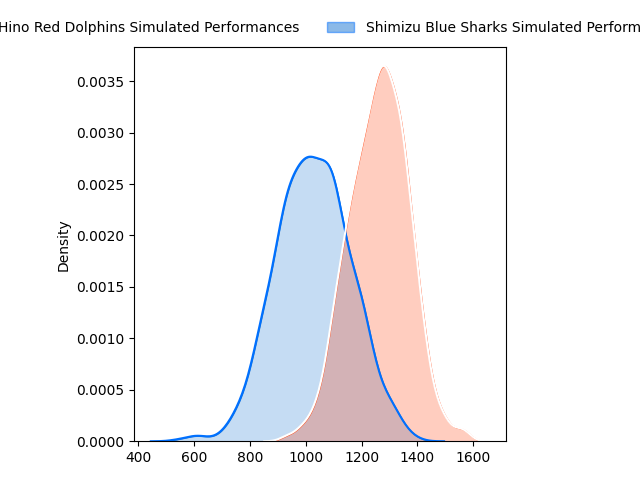 Hino Red Dolphins Simulated Performances
Shimizu Blue Sharks Simulated Perform
Density
0.0035
0.0030
0.0025
0.0020
0.0015
0.0010
0.0005
0.0000
400 600 800 1000 1200 1400 1600